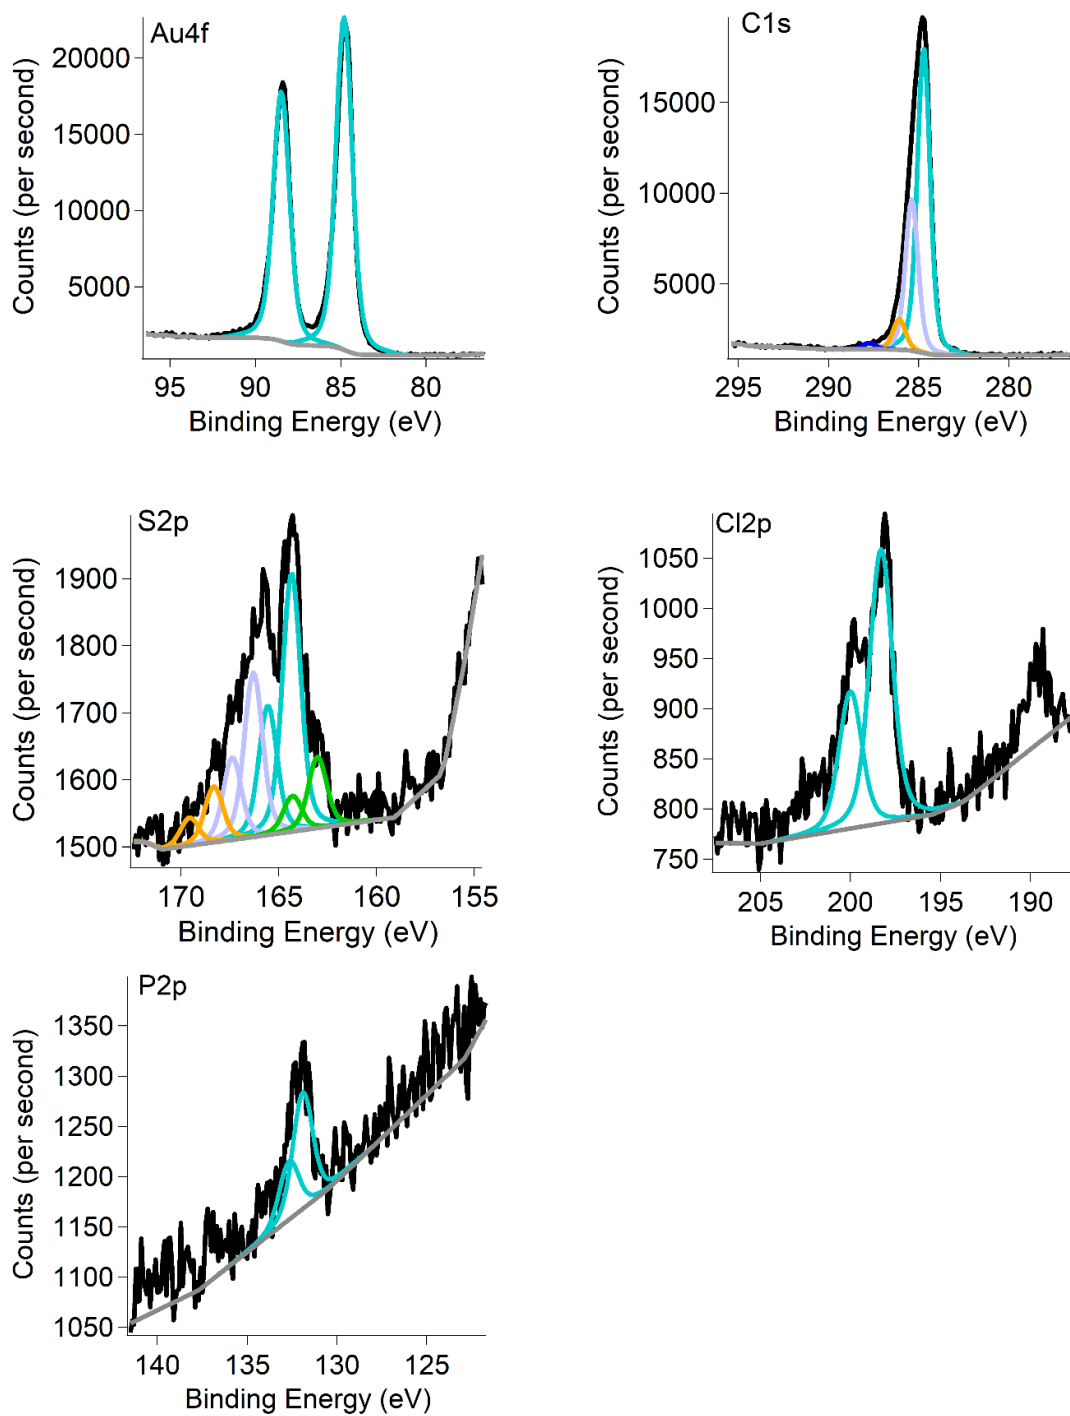 Au4f
Counts (per second)
20000
15000
10000
5000
95 90 85 80
Binding Energy (eV)
C1s
Counts (per second)
15000
10000
5000
295 290 285 280
Binding Energy (eV)
S2p
Counts (per second)
1900
1800
1700
1600
1500
170 165 160 155
Binding Energy (eV)
Cl2p
Counts (per second)
1050
1000
950
900
850
800
750
205 200 195 190
Binding Energy (eV)
P2p
Counts (per second)
1350
1300
1250
1200
1150
1100
1050
140 135 130 125
Binding Energy (eV)